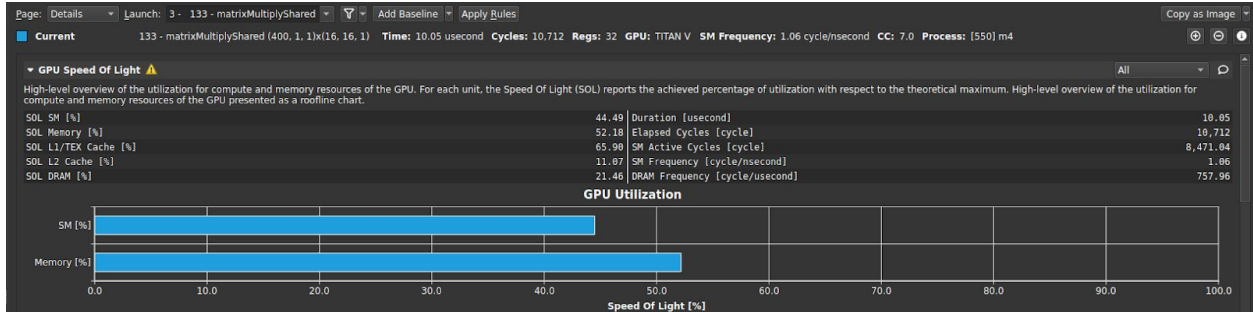 Page: Details Launch: 3 - 133 - matrixMultiplyShared Add Baseline Apply Rules Copy as Image
Current 133 - matrixMultiplyShared (400, 1, 1)x(16, 16, 1) Time: 10.05 usecond Cycles: 10,712 Regs: 32 GPU: TITAN V SM Frequency: 1.06 cycle/nsecond CC: 7.0 Process: [550] m4
GPU Speed Of Light All
High-level overview of the utilization for compute and memory resources of the GPU. For each unit, the Speed Of Light (SOL) reports the achieved percentage of utilization with respect to the theoretical maximum. High-level overview of the utilization for
compute and memory resources of the GPU presented as a roofline chart.
SOL SM [%] 44.49 Duration [usecond] 10.05
SOL Memory [%] 52.18 Elapsed Cycles [cycle] 10,712
SOL L1/TEX Cache [%] 65.90 SM Active Cycles [cycle] 8,471.04
SOL L2 Cache [%] 11.07 SM Frequency [cycle/nsecond] 1.06
SOL DRAM [%] 21.46 DRAM Frequency [cycle/usecond] 757.96
GPU Utilization
SM [%]
Memory [%]
0.0 10.0 20.0 30.0 40.0 50.0 60.0 70.0 80.0 90.0 100.0
Speed Of Light [%]